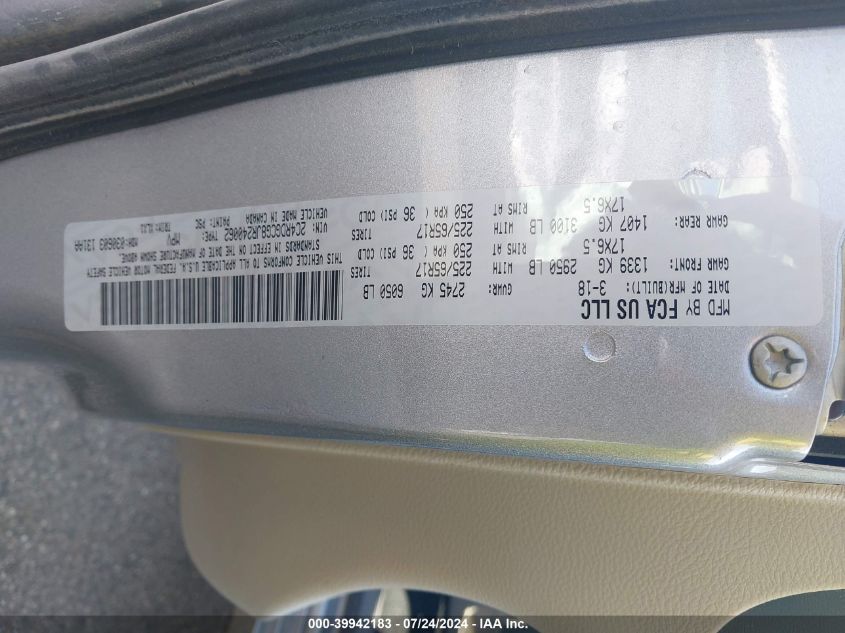 MFD BY FCA US LLC
DATE OF MFR(BUILT): 3-18
GVWR: 2745 KG 6050 LB
GAWR FRONT: 1339 KG 2950 LB WITH 225/65R17 TIRES
17X6.5 RIMS AT 250 KPA ( 36 PSI) COLD
GAWR REAR: 1407 KG 3100 LB WITH 225/65R17 TIRES
17X6.5 RIMS AT 250 KPA ( 36 PSI) COLD
THIS VEHICLE CONFORMS TO ALL APPLICABLE U.S.A. FEDERAL MOTOR VEHICLE SAFETY
STANDARDS IN EFFECT ON THE DATE OF MANUFACTURE SHOWN ABOVE.
VIN: 2C4RDGCG9JR240062 TYPE: MPV
VEHICLE MADE IN CANADA PAINT: PSC MDH:030603 131AA
000-39942183 / 07/24/2024 - IAA Inc.